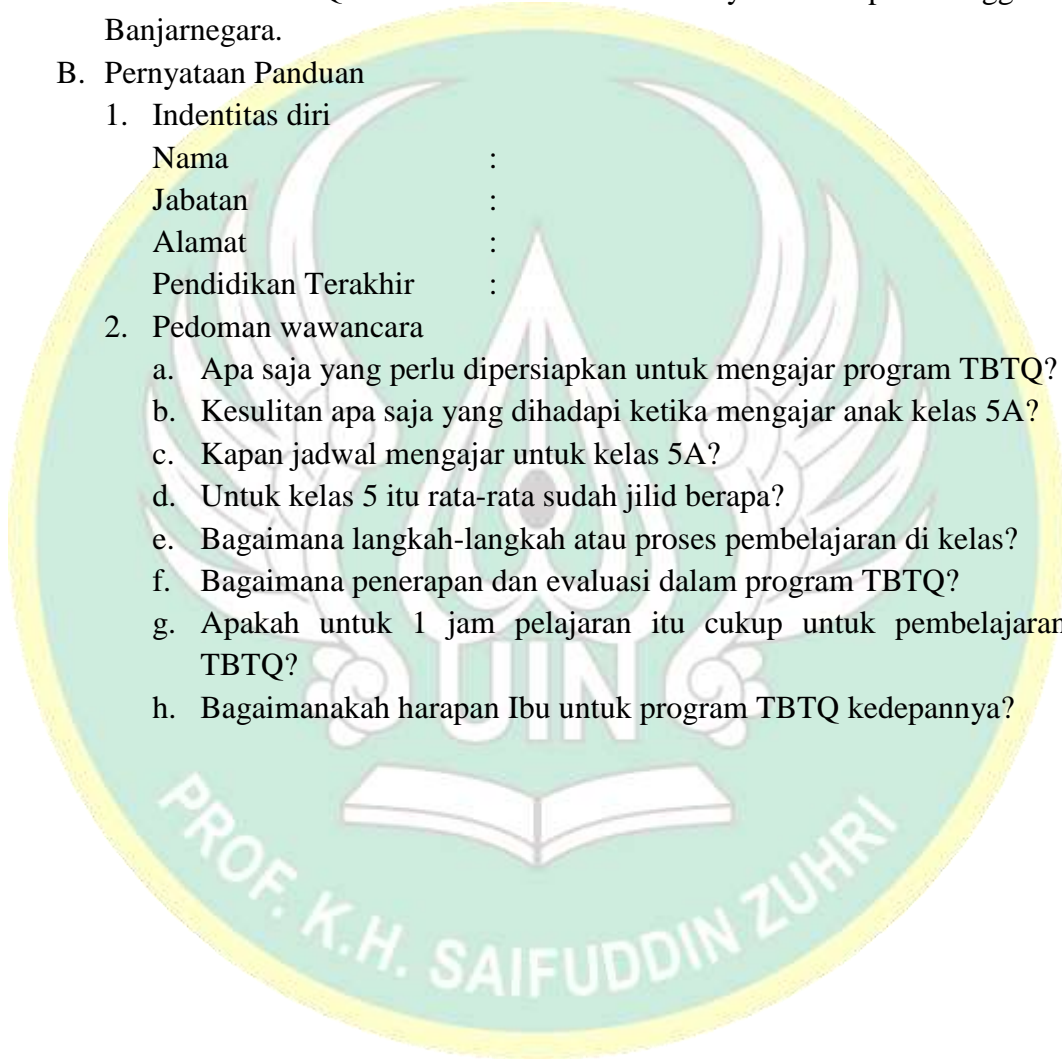 Banjarnegara.
B. Pernyataan Panduan
1. Indentitas diri
Nama :
Jabatan :
Alamat :
Pendidikan Terakhir :
2. Pedoman wawancara
a. Apa saja yang perlu dipersiapkan untuk mengajar program TBTQ?
b. Kesulitan apa saja yang dihadapi ketika mengajar anak kelas 5A?
c. Kapan jadwal mengajar untuk kelas 5A?
d. Untuk kelas 5 itu rata-rata sudah jilid berapa?
e. Bagaimana langkah-langkah atau proses pembelajaran di kelas?
f. Bagaimana penerapan dan evaluasi dalam program TBTQ?
g. Apakah untuk 1 jam pelajaran itu cukup untuk pembelajaran
TBTQ?
h. Bagaimanakah harapan Ibu untuk program TBTQ kedepannya?
UIN
PROF. K.H. SAIFUDDIN ZUHRI